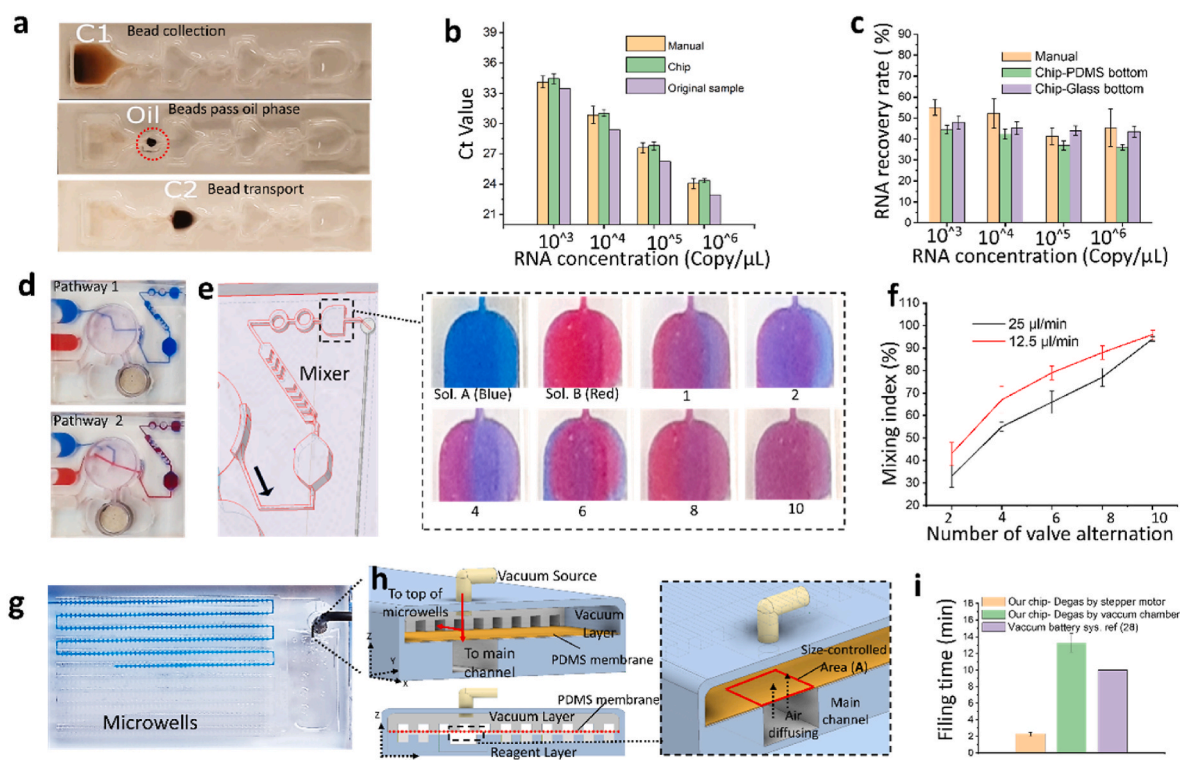 a
C1
Bead collection
Oil
Beads pass oil phase
C2
Bead transport
b
Ct Value
39
36
33
30
27
24
21
Manual
Chip
Original sample
10^3
10^4
10^5
10^6
RNA concentration (Copy/μL)
c
RNA recovery rate ( %)
100
90
80
70
60
50
40
30
20
10
0
Manual
Chip-PDMS bottom
Chip-Glass bottom
10^3
10^4
10^5
10^6
RNA concentration (Copy/μL)
d
Pathway 1
Pathway 2
e
Mixer
Sol. A (Blue)
Sol. B (Red)
1
2
4
6
8
10
f
Mixing index (%)
110
100
90
80
70
60
50
40
30
20
25 μl/min
12.5 μl/min
2
4
6
8
10
Number of valve alternation
g
Microwells
h
Vacuum Source
To top of
microwells
Vacuum
Layer
To main
channel
PDMS membrane
Z
Y
X
PDMS membrane
Z
Vacuum Layer
Reagent Layer
Size-controlled
Area (A)
Air
diffusing
Main
channel
i
Filing time (min)
18
16
14
12
10
8
6
4
2
0
Our chip- Degas by stepper motor
Our chip- Degas by vaccum chamber
Vaccum battery sys. ref (28)